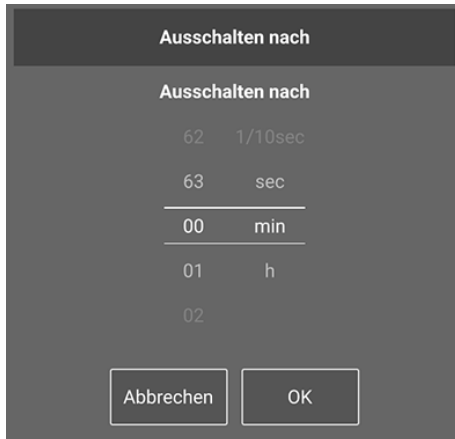 Ausschalten nach
Ausschalten nach
62 1/10sec
63 sec
00 min
01 h
02
Abbrechen OK